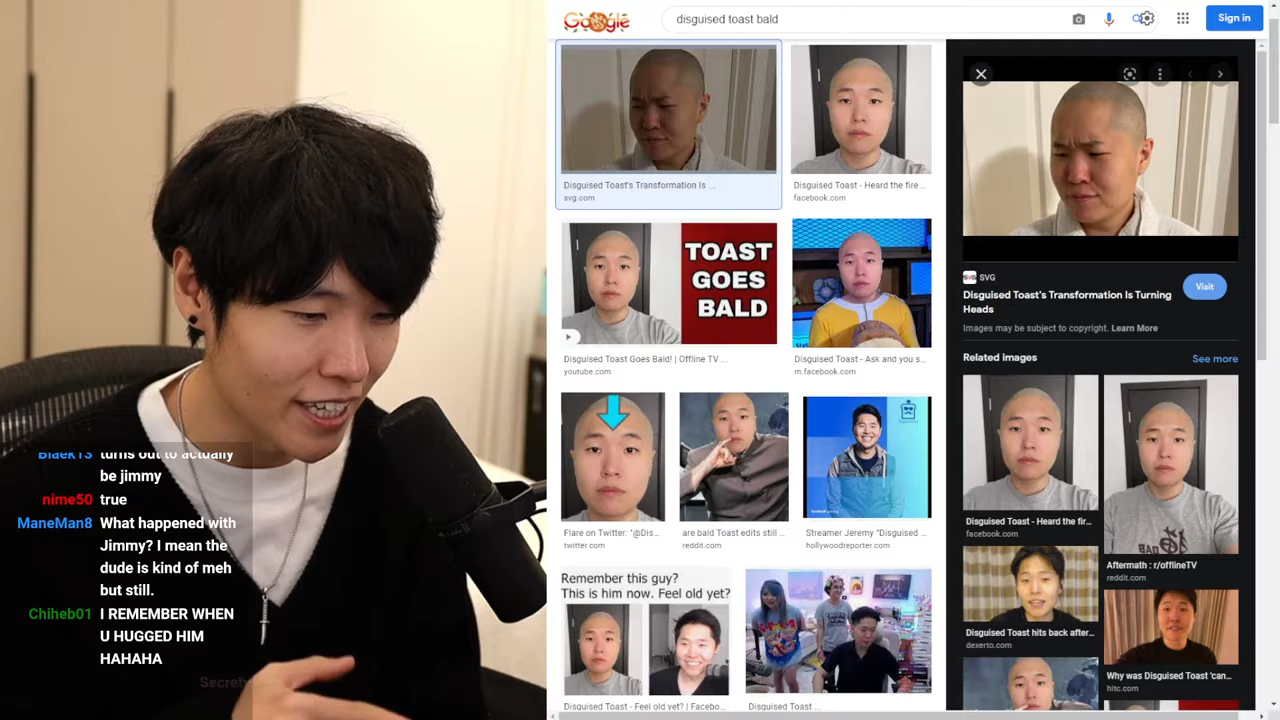 Google
disguised toast bald
Sign in
Disguised Toast's Transformation Is ...
svg.com
Disguised Toast - Heard the fire ...
facebook.com
TOAST
GOES
BALD
Disguised Toast Goes Bald! | Offline TV ...
youtube.com
Disguised Toast - Ask and you s...
m.facebook.com
Flare on Twitter: "@Dis...
twitter.com
are bald Toast edits still ...
reddit.com
Streamer Jeremy "Disguised ...
hollywoodreporter.com
Remember this guy?
This is him now. Feel old yet?
Disguised Toast - Feel old yet? | Facebo...
Disguised Toast ...
SVG
Visit
Disguised Toast's Transformation Is Turning
Heads
Images may be subject to copyright. Learn More
Related images
See more
Disguised Toast - Heard the fir...
facebook.com
Aftermath : r/offlineTV
reddit.com
Disguised Toast hits back after...
dexerto.com
Why was Disguised Toast 'can...
hitc.com
turns out to actually
be jimmy
nime50 true
ManeMan8 What happened with
Jimmy? I mean the
dude is kind of meh
but still.
Chiheb01 I REMEMBER WHEN
U HUGGED HIM
HAHAHA